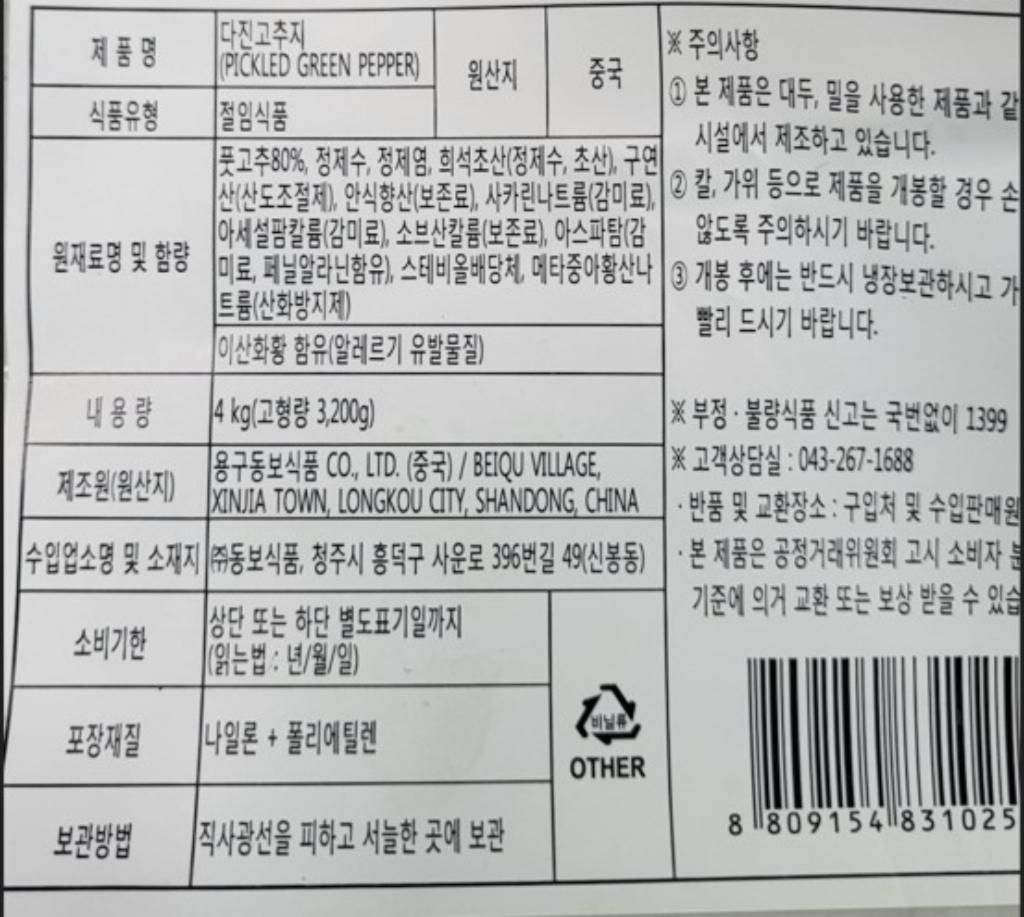 제품명
다진고추지
(PICKLED GREEN PEPPER)
원산지
중국
식품유형
절임식품
원재료명 및 함량
풋고추80%, 정제수, 정제염, 희석초산(정제수, 초산), 구연
산(산도조절제), 안식향산(보존료), 사카린나트륨(감미료),
아세설팜칼륨(감미료), 소브산칼륨(보존료), 아스파탐(감
미료, 페닐알라닌함유), 스테비올배당체, 메타중아황산나
트륨(산화방지제)
이산화황 함유(알레르기 유발물질)
내용량
4 kg(고형량 3,200g)
제조원(원산지)
용구동보식품 CO., LTD. (중국) / BEIQU VILLAGE,
XINJIA TOWN, LONGKOU CITY, SHANDONG, CHINA
수입업소명 및 소재지
㈜동보식품, 청주시 흥덕구 사운로 396번길 49(신봉동)
소비기한
상단 또는 하단 별도표기일까지
(읽는법 : 년/월/일)
포장재질
나일론 + 폴리에틸렌
보관방법
직사광선을 피하고 서늘한 곳에 보관
비닐류
OTHER
※ 주의사항
① 본 제품은 대두, 밀을 사용한 제품과 같
시설에서 제조하고 있습니다.
② 칼, 가위 등으로 제품을 개봉할 경우 손
않도록 주의하시기 바랍니다.
③ 개봉 후에는 반드시 냉장보관하시고 가
빨리 드시기 바랍니다.
※ 부정 · 불량식품 신고는 국번없이 1399
※ 고객상담실 : 043-267-1688
· 반품 및 교환장소 : 구입처 및 수입판매원
· 본 제품은 공정거래위원회 고시 소비자 분
기준에 의거 교환 또는 보상 받을 수 있습
8 809154 831025